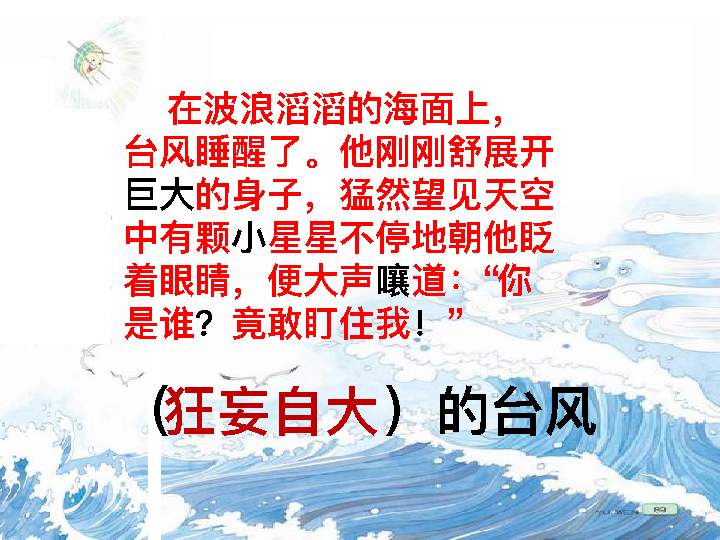 在波浪滔滔的海面上，
台风睡醒了。他刚刚舒展开
巨大的身子，猛然望见天空
中有颗小星星不停地朝他眨
着眼睛，便大声嚷道：“你
是谁？竟敢盯住我！”
（狂妄自大）的台风